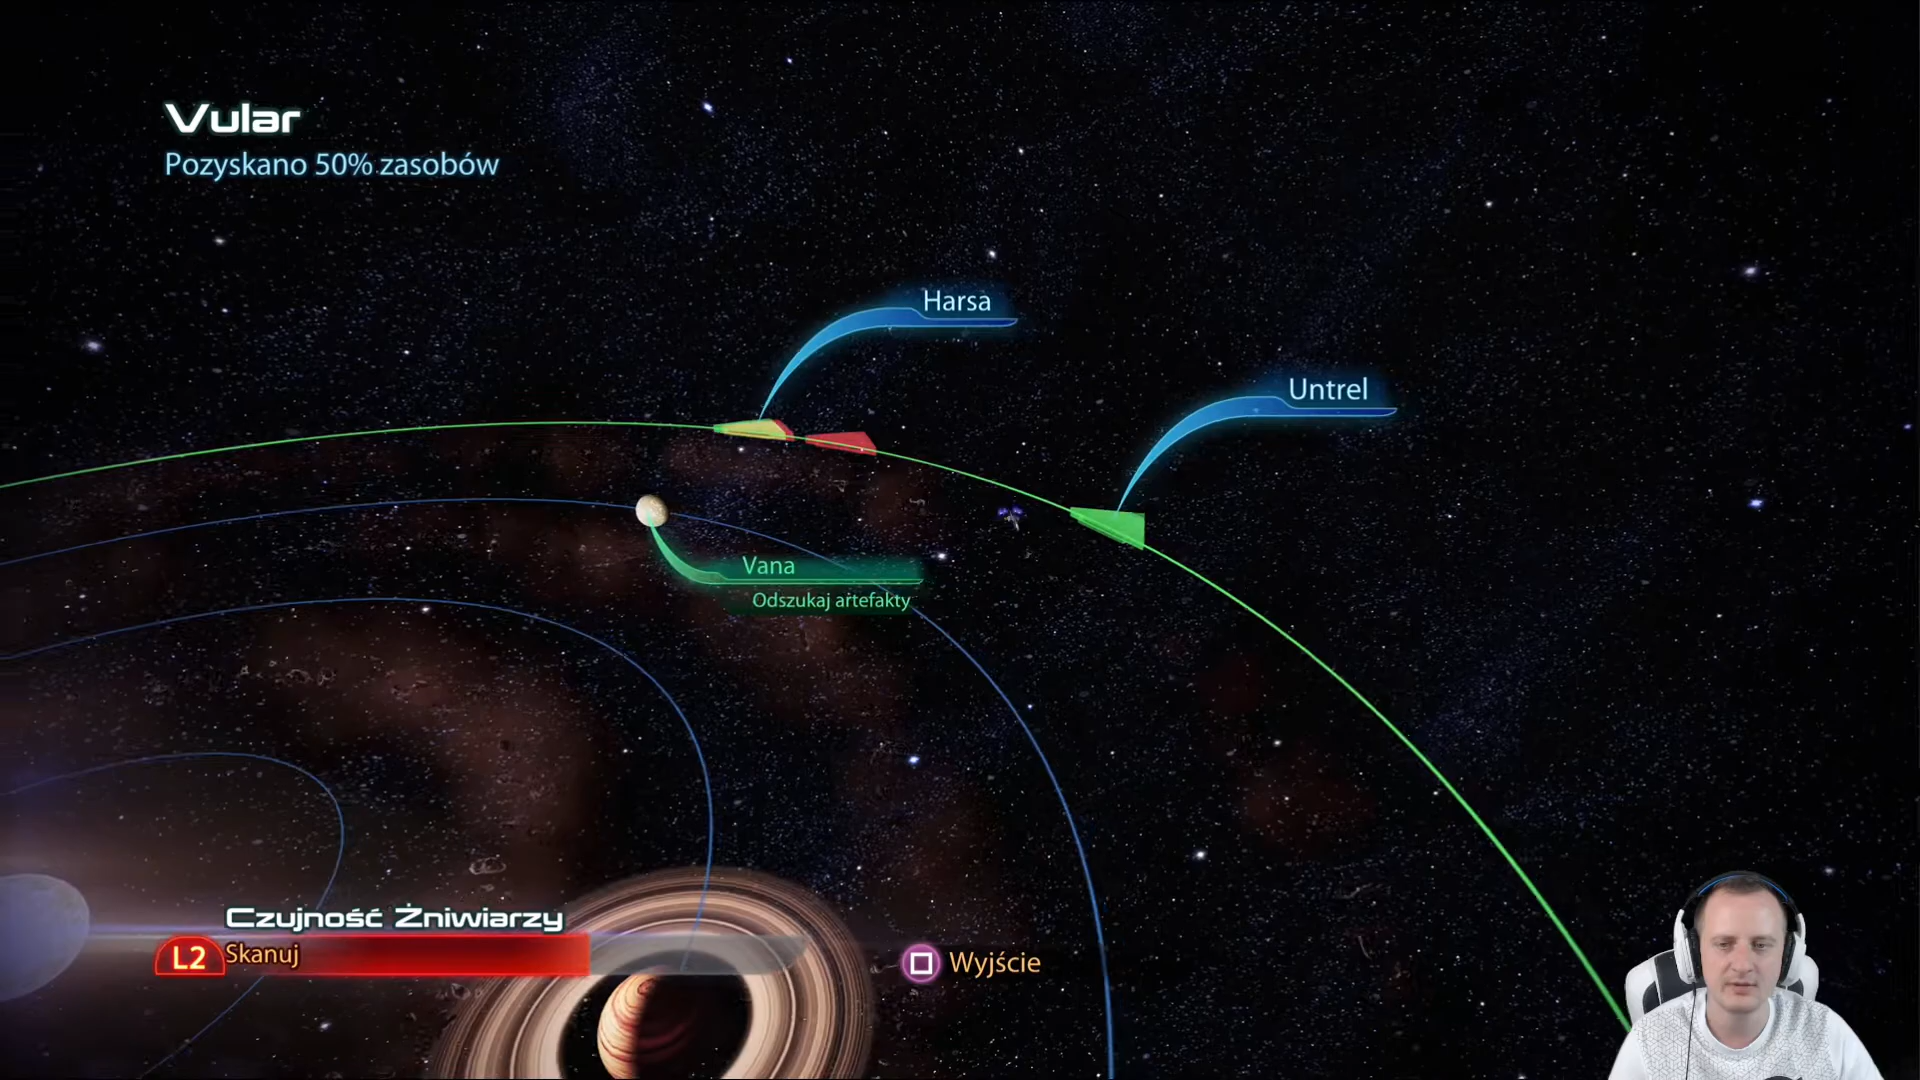 Vular
Pozyskano 50% zasobów
Harsa
Untrel
Vana
Odszukaj artefakty
Czujność Żniwiarzy
L2 Skanuj
Wyjście